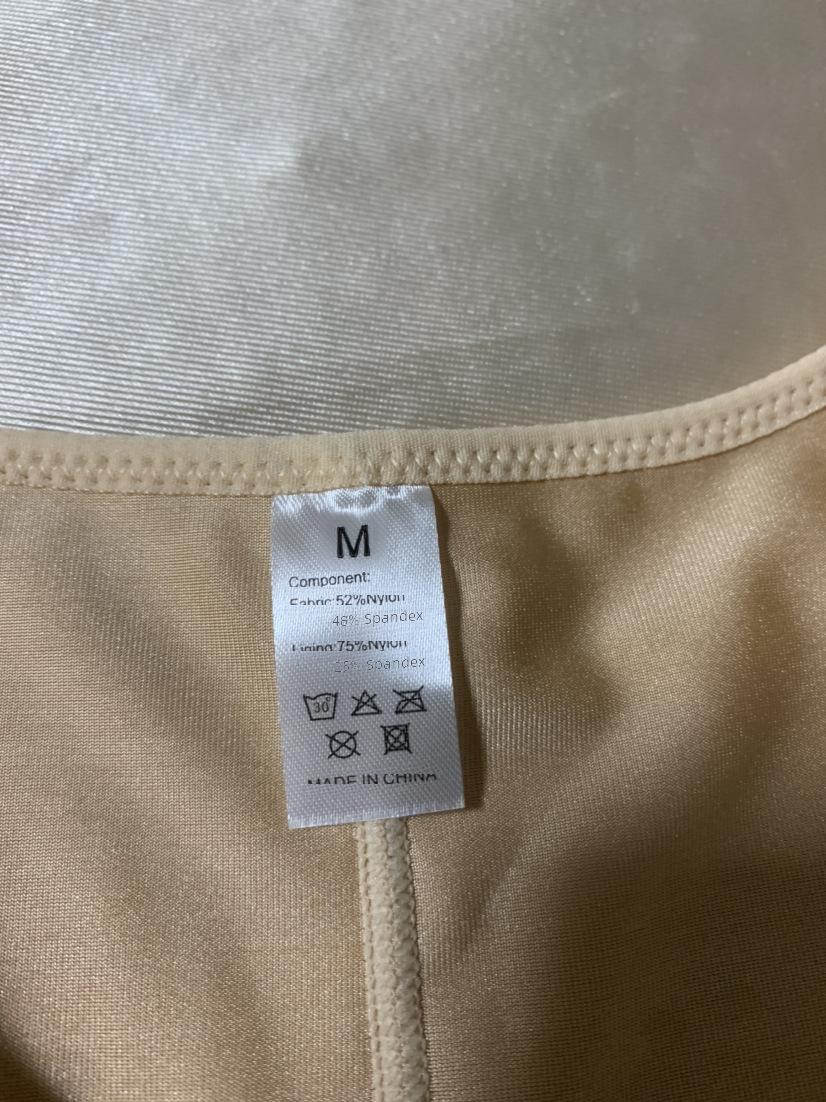 M
Component:
Fabric:52%Nylon
48% Spandex
Lining:75%Nylon
25% Spandex
30°
MADE IN CHINA